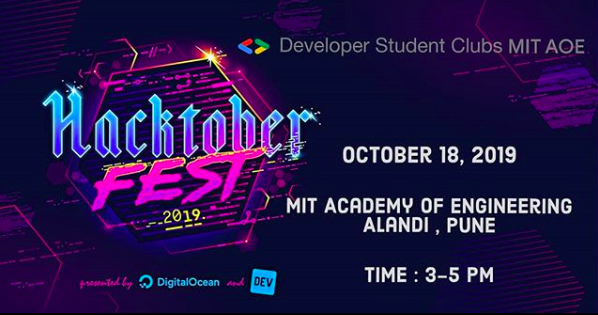 Developer Student Clubs MIT AOE
Hacktober
FEST
2019
OCTOBER 18, 2019
MIT ACADEMY OF ENGINEERING
ALANDI , PUNE
TIME : 3-5 PM
presented by DigitalOcean and DEV